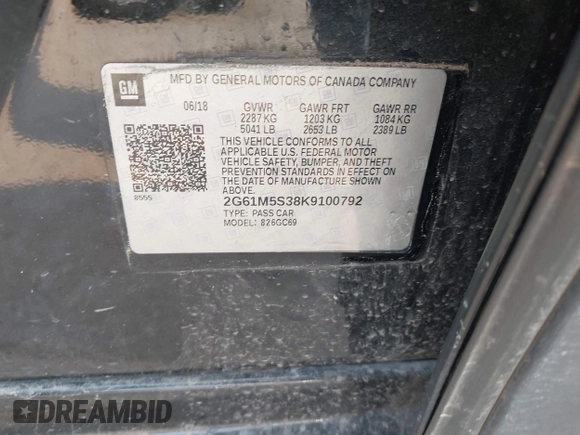 GM
MFD BY GENERAL MOTORS OF CANADA COMPANY
06/18 GVWR GAWR FRT GAWR RR
2287 KG 1203 KG 1084 KG
5041 LB 2653 LB 2389 LB
THIS VEHICLE CONFORMS TO ALL
APPLICABLE U.S. FEDERAL MOTOR
VEHICLE SAFETY, BUMPER, AND THEFT
PREVENTION STANDARDS IN EFFECT ON
THE DATE OF MANUFACTURE SHOWN
ABOVE.
8555
2G61M5S38K9100792
TYPE: PASS CAR
MODEL: 826GC69
DREAMBID